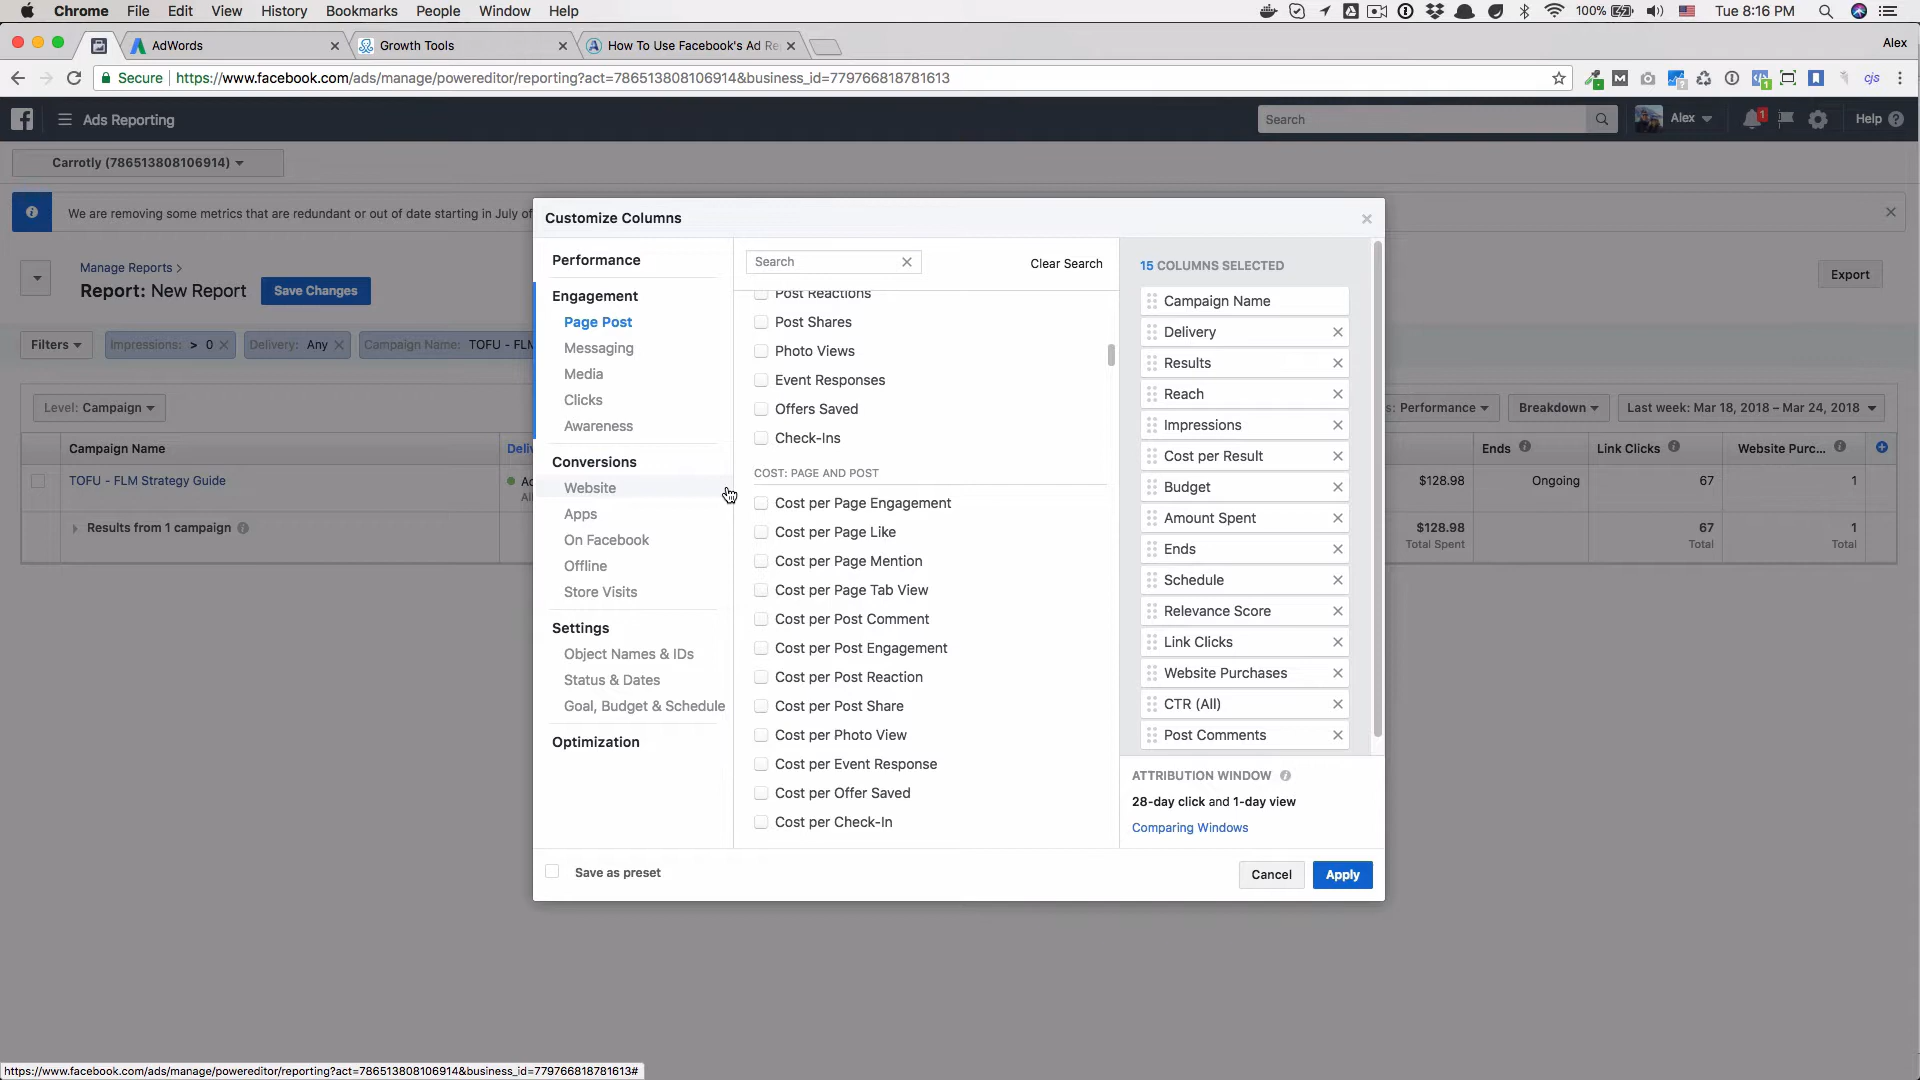 Chrome File Edit View History Bookmarks People Window Help 100% Tue 8:16 PM
AdWords Growth Tools How To Use Facebook's Ad Re Alex
Secure https://www.facebook.com/ads/manage/powereditor/reporting?act=786513808106914&business_id=779766818781613 cjs
Ads Reporting Search Alex 1 Help
Carrotly (786513808106914)
We are removing some metrics that are redundant or out of date starting in July of
Manage Reports >
Report: New Report Save Changes Export
Filters Impressions: > 0 Delivery: Any Campaign Name: TOFU - FLM
Level: Campaign s: Performance Breakdown Last week: Mar 18, 2018 – Mar 24, 2018
Campaign Name Deliv Ends Link Clicks Website Purc...
TOFU - FLM Strategy Guide $128.98 Ongoing 67 1
Results from 1 campaign $128.98 67 1
Total Spent Total Total
Customize Columns
Performance
Engagement
Page Post
Messaging
Media
Clicks
Awareness
Conversions
Website
Apps
On Facebook
Offline
Store Visits
Settings
Object Names & IDs
Status & Dates
Goal, Budget & Schedule
Optimization
Search Clear Search
Post Reactions
Post Shares
Photo Views
Event Responses
Offers Saved
Check-Ins
COST: PAGE AND POST
Cost per Page Engagement
Cost per Page Like
Cost per Page Mention
Cost per Page Tab View
Cost per Post Comment
Cost per Post Engagement
Cost per Post Reaction
Cost per Post Share
Cost per Photo View
Cost per Event Response
Cost per Offer Saved
Cost per Check-In
15 COLUMNS SELECTED
Campaign Name
Delivery
Results
Reach
Impressions
Cost per Result
Budget
Amount Spent
Ends
Schedule
Relevance Score
Link Clicks
Website Purchases
CTR (All)
Post Comments
ATTRIBUTION WINDOW
28-day click and 1-day view
Comparing Windows
Save as preset Cancel Apply
https://www.facebook.com/ads/manage/powereditor/reporting?act=786513808106914&business_id=779766818781613#